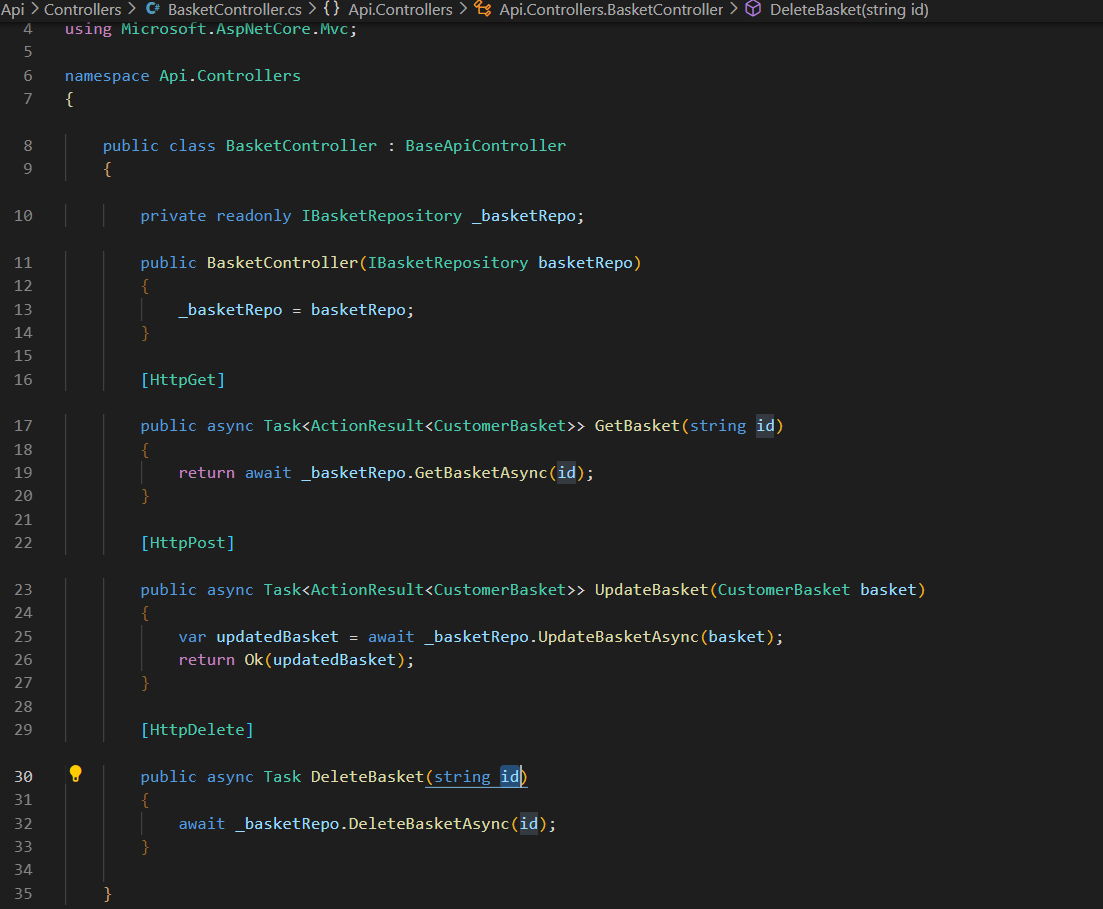 Api > Controllers > C# BasketController.cs > {} Api.Controllers > Api.Controllers.BasketController > DeleteBasket(string id)
4 using Microsoft.AspNetCore.Mvc;
5
6 namespace Api.Controllers
7 {
8 public class BasketController : BaseApiController
9 {
10 private readonly IBasketRepository _basketRepo;
11 public BasketController(IBasketRepository basketRepo)
12 {
13 _basketRepo = basketRepo;
14 }
15
16 [HttpGet]
17 public async Task<ActionResult<CustomerBasket>> GetBasket(string id)
18 {
19 return await _basketRepo.GetBasketAsync(id);
20 }
21
22 [HttpPost]
23 public async Task<ActionResult<CustomerBasket>> UpdateBasket(CustomerBasket basket)
24 {
25 var updatedBasket = await _basketRepo.UpdateBasketAsync(basket);
26 return Ok(updatedBasket);
27 }
28
29 [HttpDelete]
30 public async Task DeleteBasket(string id)
31 {
32 await _basketRepo.DeleteBasketAsync(id);
33 }
34
35 }